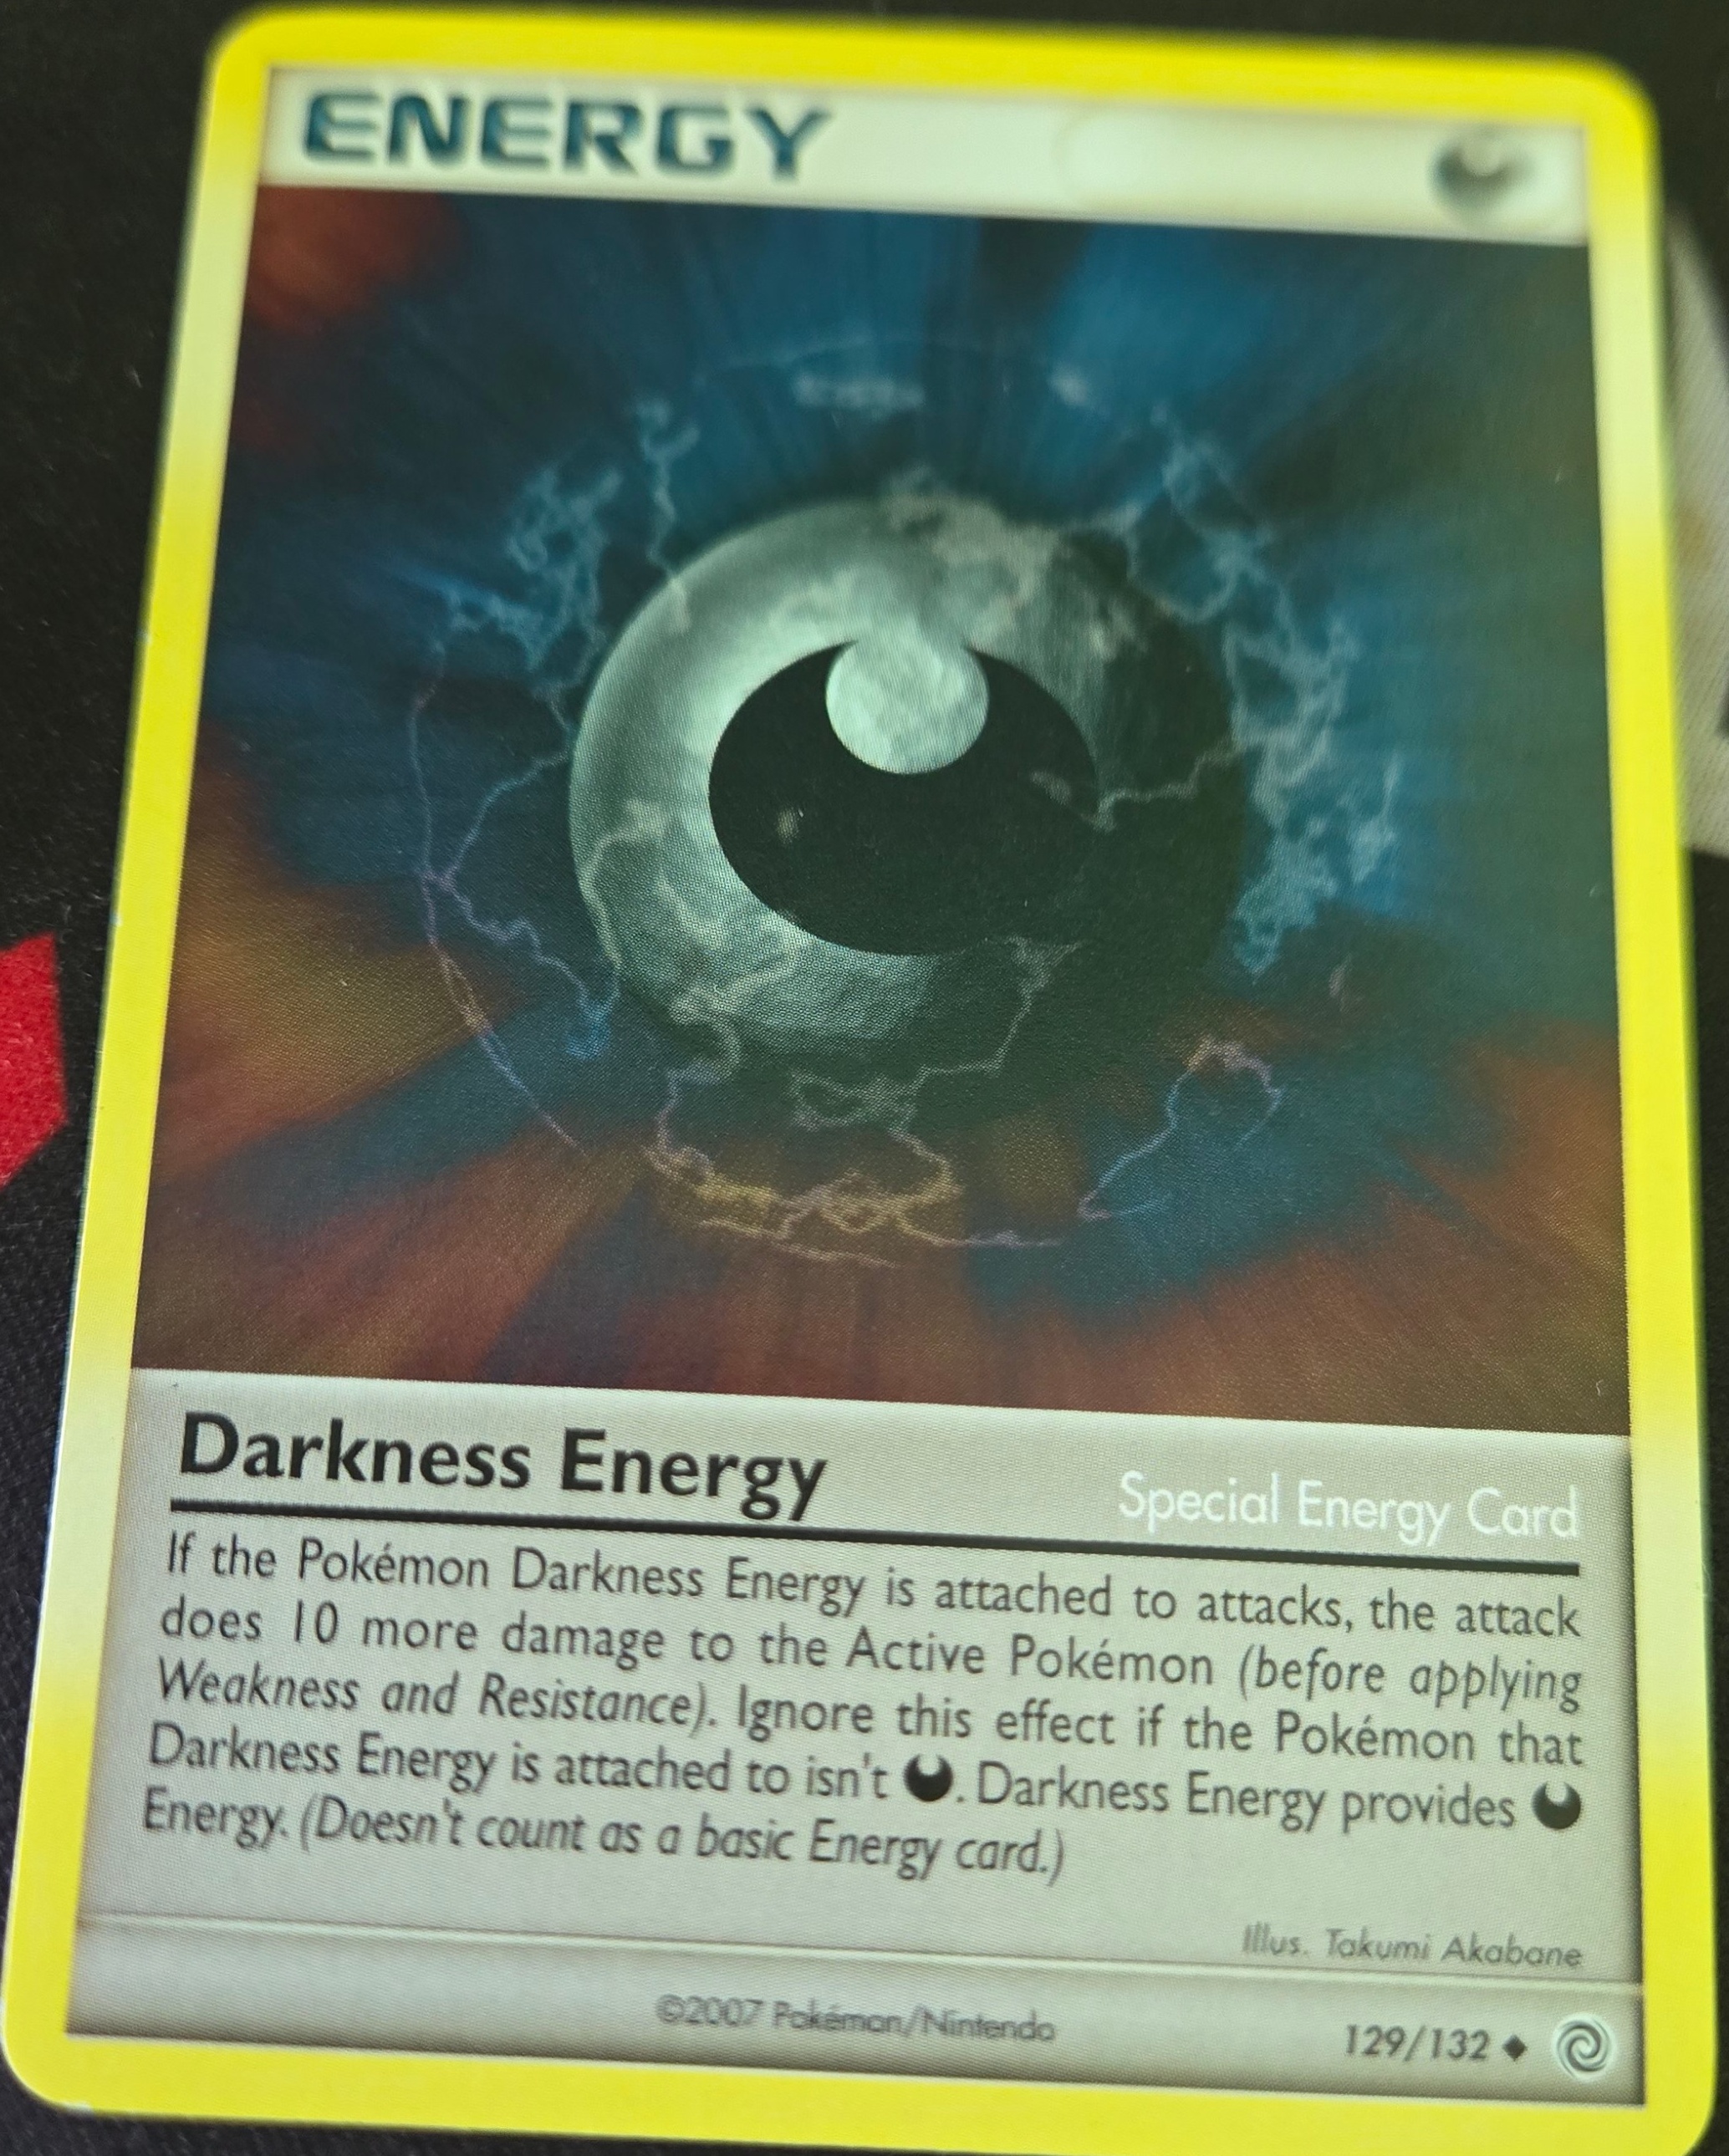 ENERGY
Darkness Energy
Special Energy Card
If the Pokémon Darkness Energy is attached to attacks, the attack
does 10 more damage to the Active Pokémon (before applying
Weakness and Resistance). Ignore this effect if the Pokémon that
Darkness Energy is attached to isn't . Darkness Energy provides
Energy. (Doesn't count as a basic Energy card.)
Illus. Takumi Akabane
©2007 Pokémon/Nintendo
129/132